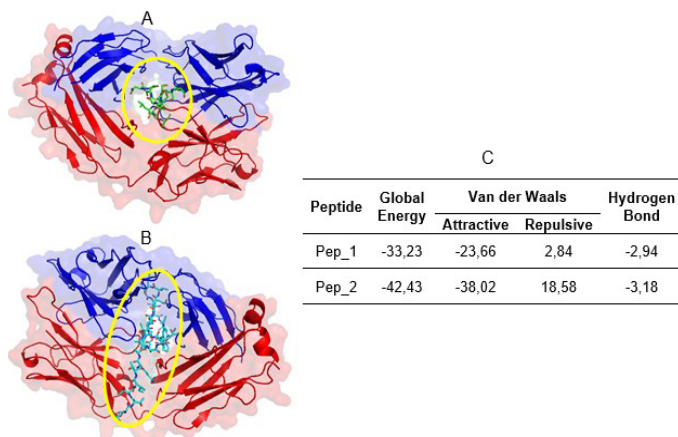 A
B
C
Peptide Global Energy Van der Waals Hydrogen Bond
Attractive Repulsive
Pep_1 -33,23 -23,66 2,84 -2,94
Pep_2 -42,43 -38,02 18,58 -3,18